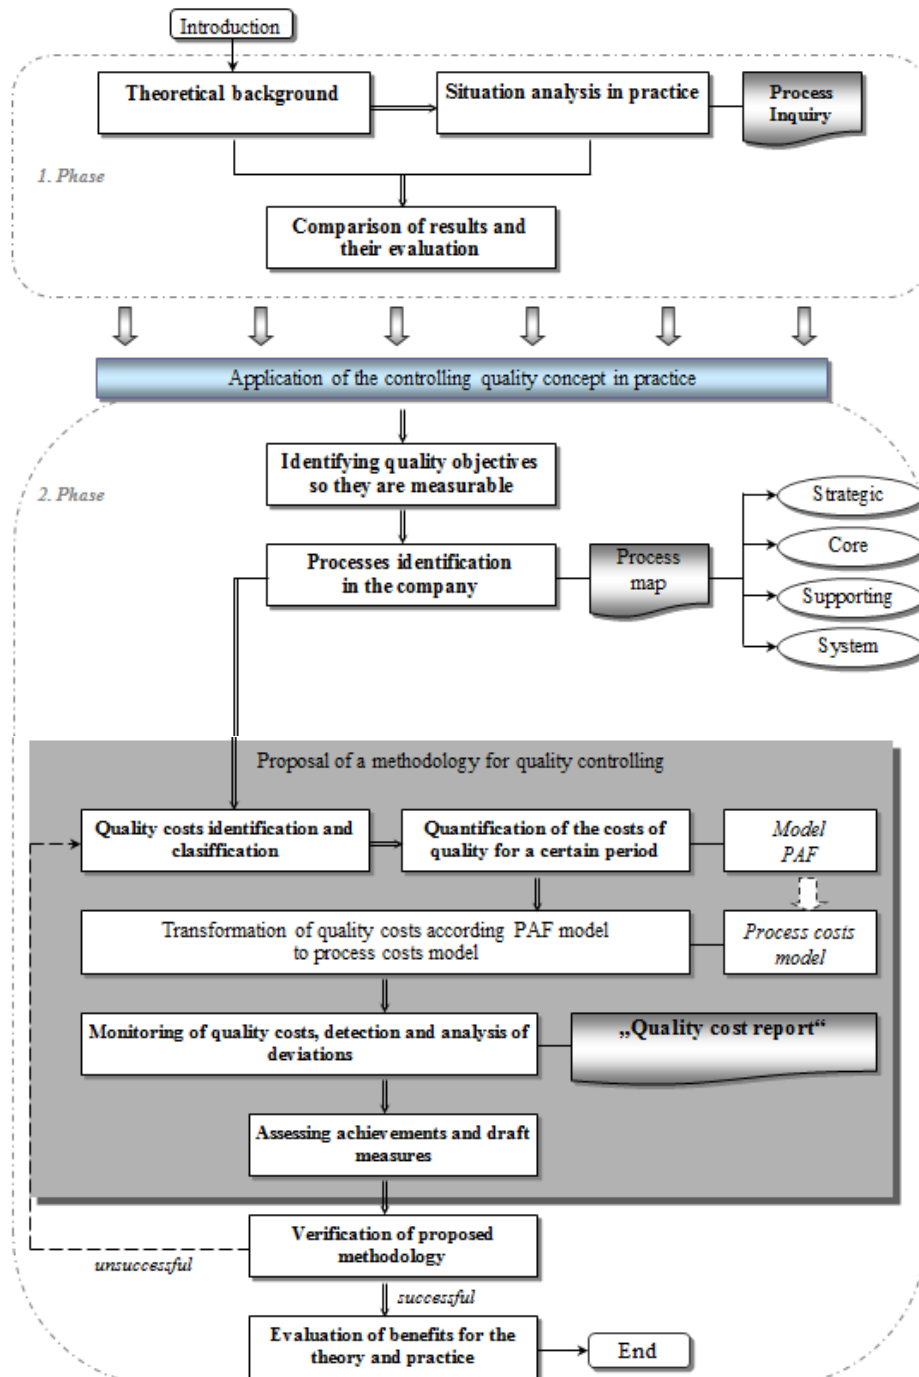 Introduction
Theoretical background
Situation analysis in practice
Process
Inquiry
1. Phase
Comparison of results and
their evaluation
Application of the controlling quality concept in practice
Identifying quality objectives
so they are measurable
2. Phase
Strategic
Processes identification
in the company
Process
map
Core
Supporting
System
Proposal of a methodology for quality controlling
Quality costs identification and
clasiffication
Quantification of the costs of
quality for a certain period
Model
PAF
Transformation of quality costs according PAF model
to process costs model
Process costs
model
Monitoring of quality costs, detection and analysis of
deviations
„Quality cost report“
Assessing achievements and draft
measures
Verification of proposed
methodology
unsuccessful
successful
Evaluation of benefits for the
theory and practice
End